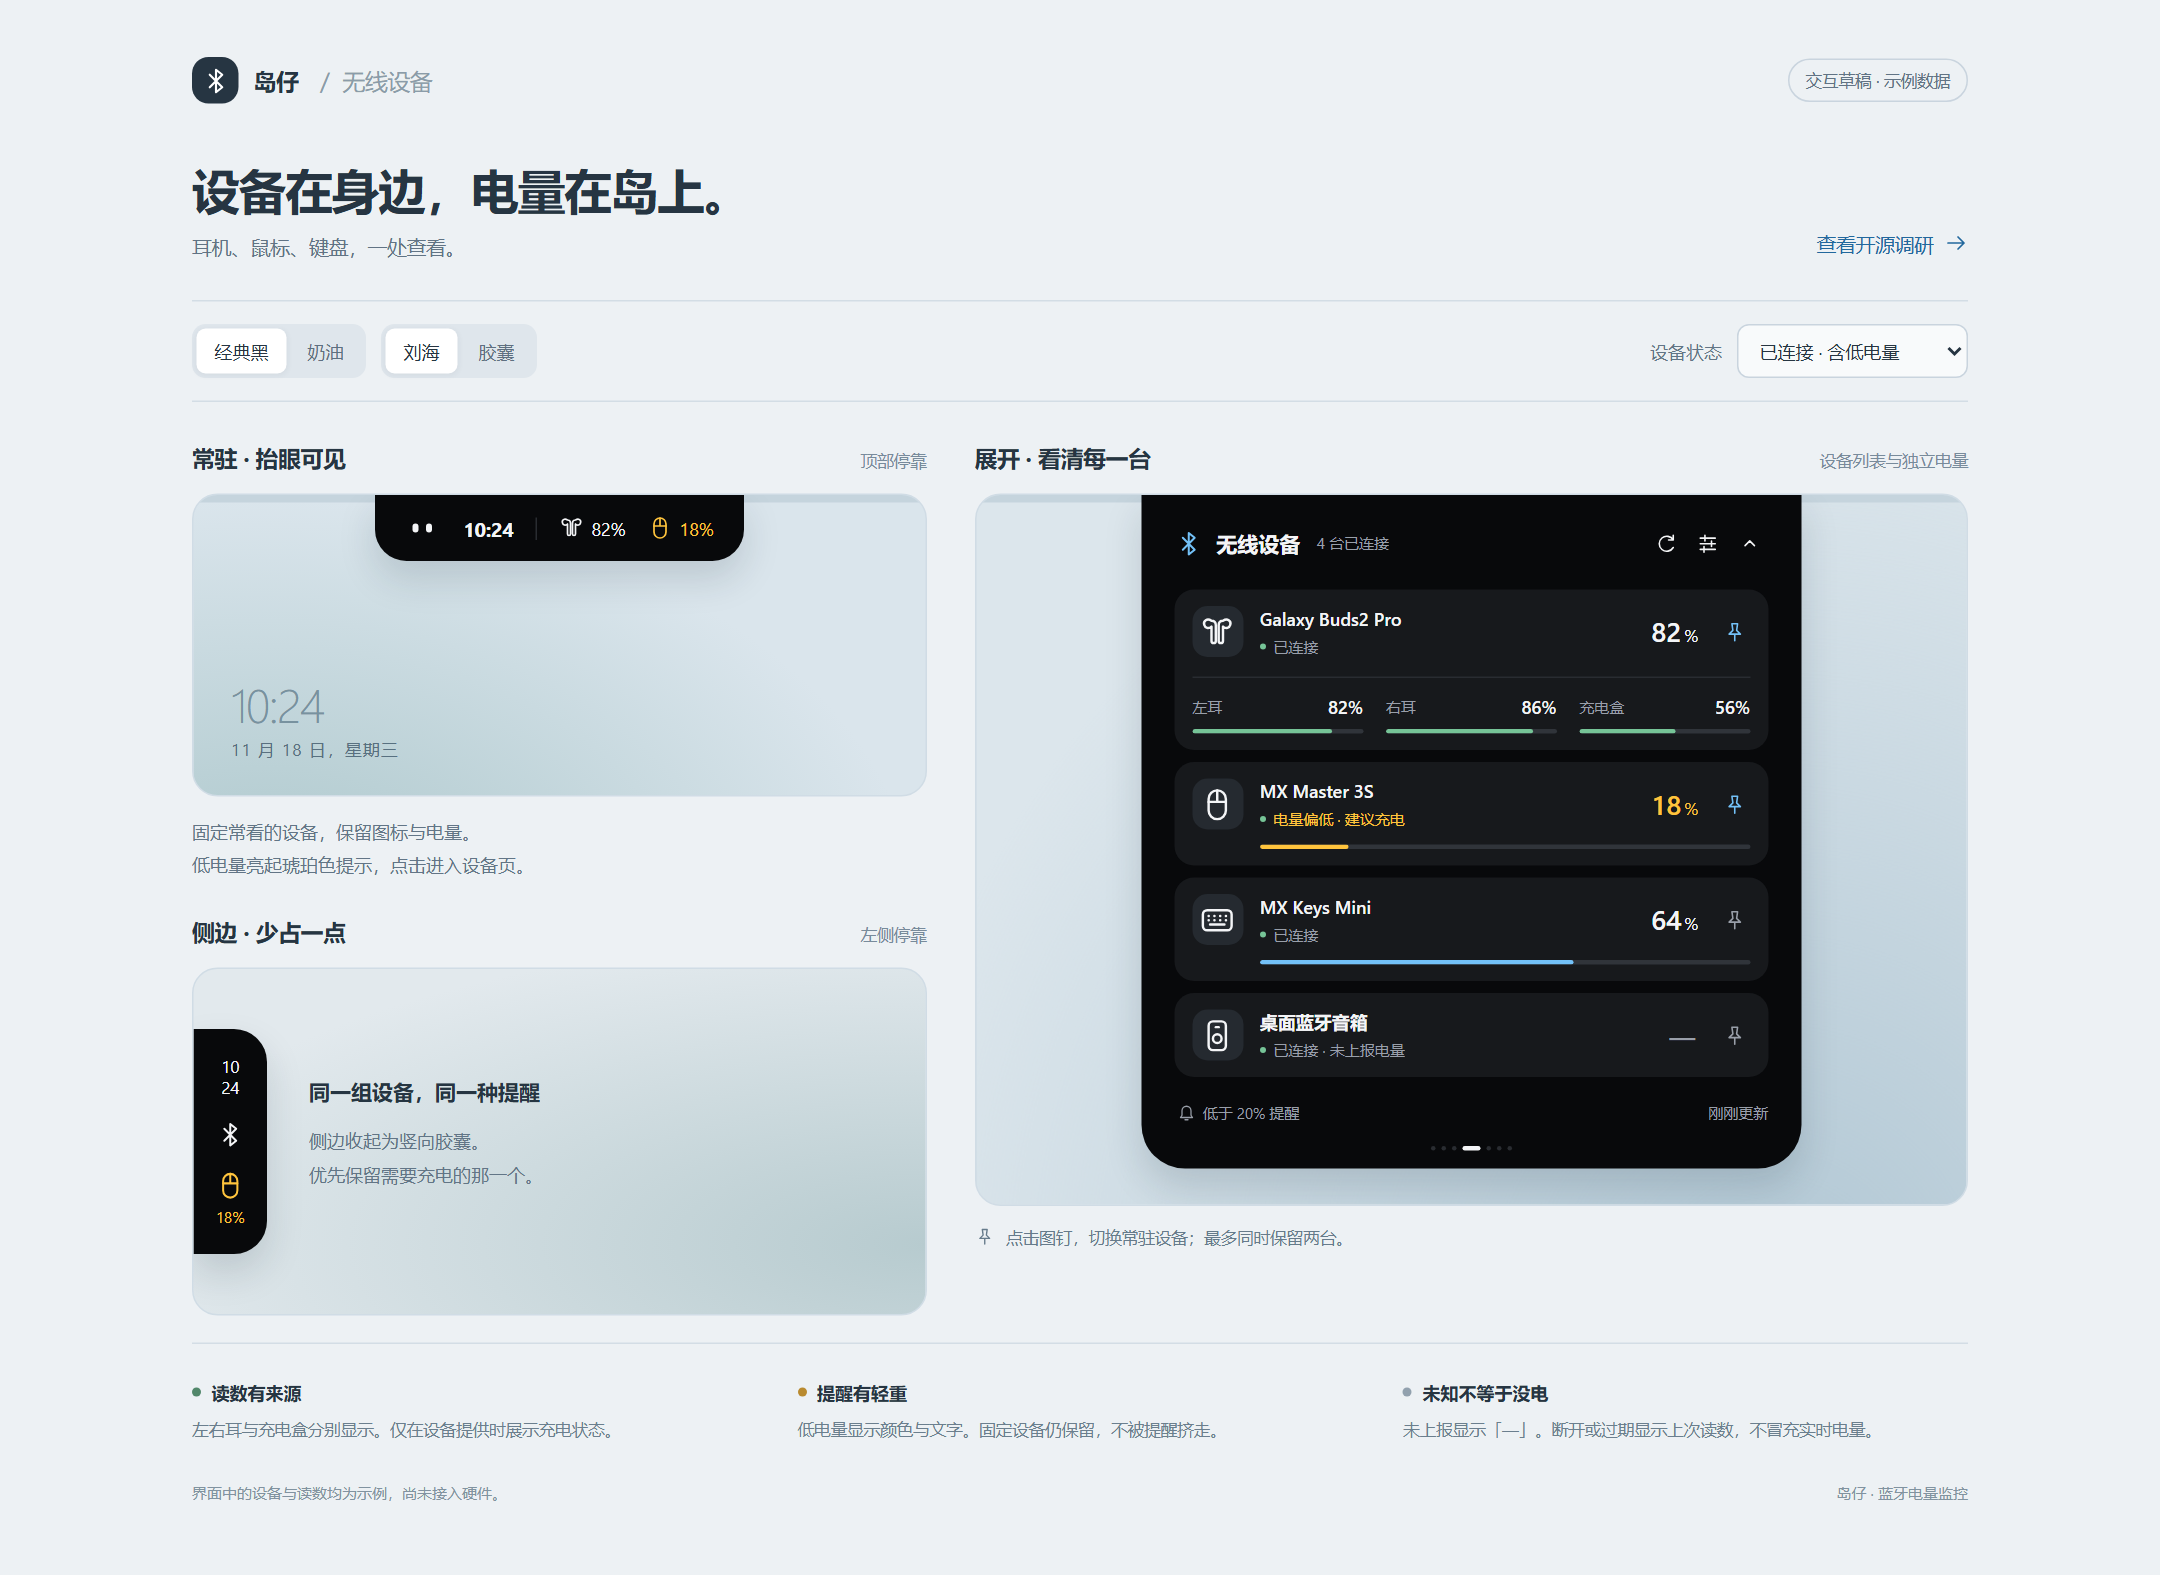 岛仔 / 无线设备
交互草稿 · 示例数据
设备在身边，电量在岛上。
耳机、鼠标、键盘，一处查看。
查看开源调研 →
经典黑 奶油 刘海 胶囊
设备状态 已连接 · 含低电量
常驻 · 抬眼可见
顶部停靠
10:24 82% 18%
10:24
11 月 18 日，星期三
固定常看的设备，保留图标与电量。
低电量亮起琥珀色提示，点击进入设备页。
侧边 · 少占一点
左侧停靠
10
24
18%
同一组设备，同一种提醒
侧边收起为竖向胶囊。
优先保留需要充电的那一个。
展开 · 看清每一台
设备列表与独立电量
无线设备 4 台已连接
Galaxy Buds2 Pro
已连接
82%
左耳 82% 右耳 86% 充电盒 56%
MX Master 3S
电量偏低 · 建议充电
18%
MX Keys Mini
已连接
64%
桌面蓝牙音箱
已连接 · 未上报电量
—
低于 20% 提醒
刚刚更新
点击图钉，切换常驻设备；最多同时保留两台。
读数有来源
左右耳与充电盒分别显示。仅在设备提供时展示充电状态。
提醒有轻重
低电量显示颜色与文字。固定设备仍保留，不被提醒挤走。
未知不等于没电
未上报显示「—」。断开或过期显示上次读数，不冒充实时电量。
界面中的设备与读数均为示例，尚未接入硬件。
岛仔 · 蓝牙电量监控